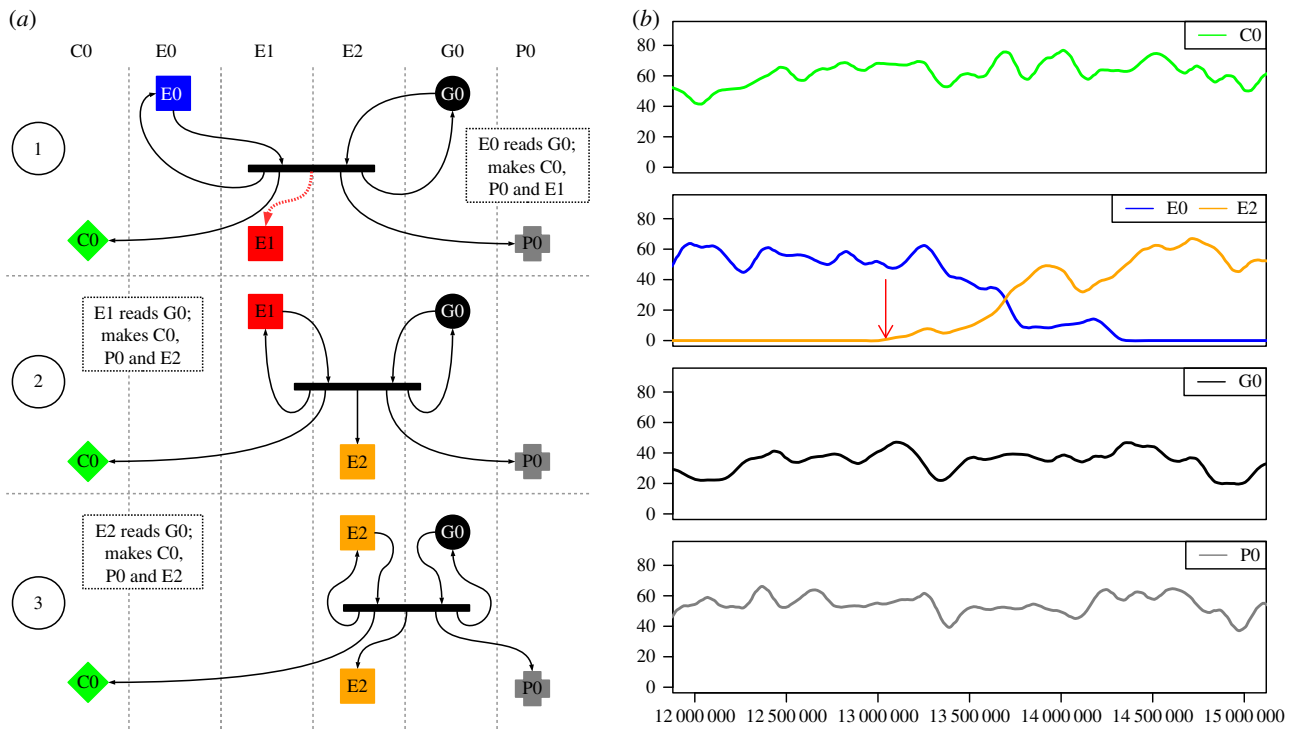 (a)
C0 E0 E1 E2 G0 P0
1
E0
G0
E0 reads G0;
makes C0,
P0 and E1
C0
E1
P0
2
E1 reads G0;
makes C0,
P0 and E2
E1
G0
C0
E2
P0
3
E2 reads G0;
makes C0,
P0 and E2
E2
G0
C0
E2
P0
(b)
C0
80
60
40
20
0
E0 E2
80
60
40
20
0
G0
80
60
40
20
0
P0
80
60
40
20
0
12 000 000 12 500 000 13 000 000 13 500 000 14 000 000 14 500 000 15 000 000